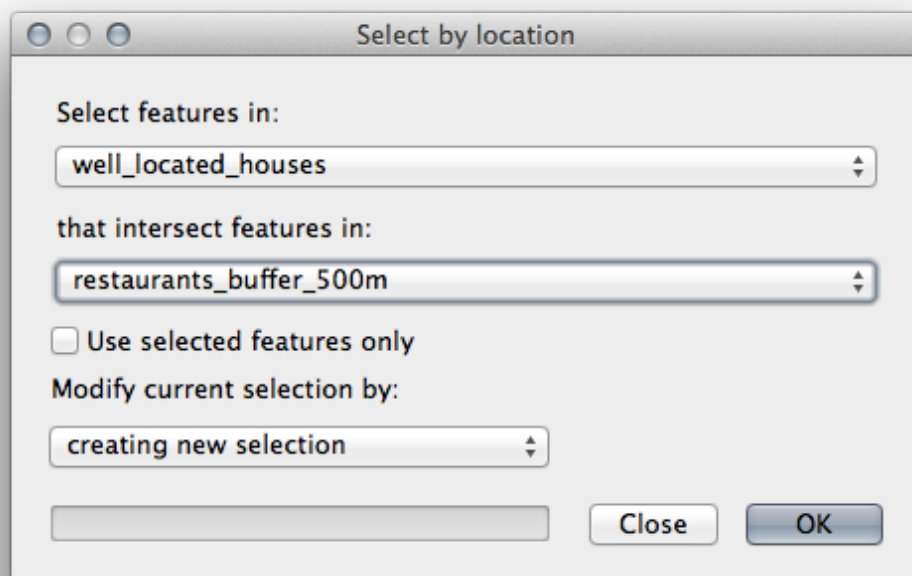 Select by location
Select features in:
well_located_houses
that intersect features in:
restaurants_buffer_500m
Use selected features only
Modify current selection by:
creating new selection
Close
OK